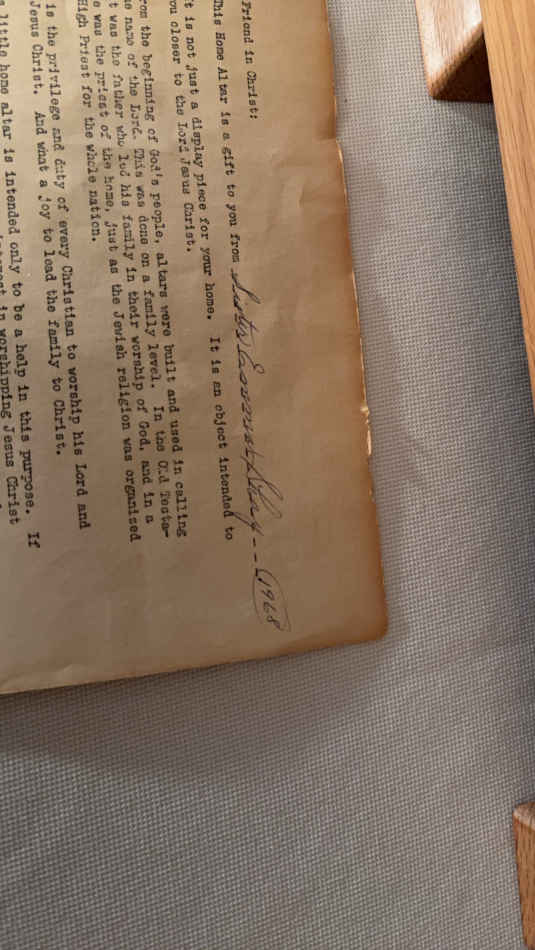 Friend in Christ:
This Home Altar is a gift to you from Sister --- 1968
t is not just a display piece for your home. It is an object intended to
ou closer to the Lord Jesus Christ.
rom the beginning of God's people, altars were built and used in calling
he name of the Lord. This was done on a family level. In the Old Testa-
t was the father who led his family in their worship of God, and in a
e was the priest of the home, just as the Jewish religion was organised
High Priest for the whole nation.
is the privilege and duty of every Christian to worship his Lord and
Jesus Christ. And what a joy to lead the family to Christ.
s little home altar is intended only to be a help in this purpose. If
in worshipping Jesus Christ